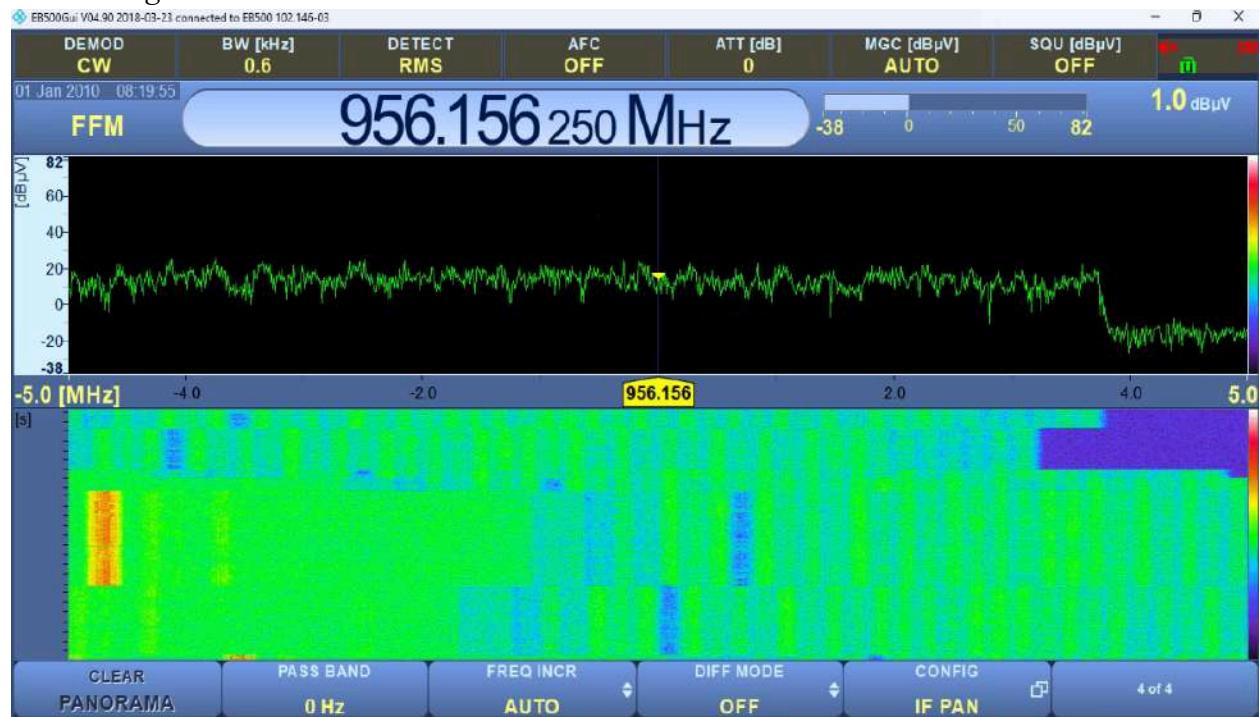 EB500Gui V04.90 2018-03-23 connected to EB500 102.146-03
DEMOD BW [kHz] DETECT AFC ATT [dB] MGC [dBµV] SQU [dBµV]
CW 0.6 RMS OFF 0 AUTO OFF
01 Jan 2010 08:19:55
FFM
956.156 250 MHz
-38 0 50 82
1.0 dBµV
[dBµV]
82
60
40
20
0
-20
-38
-5.0 [MHz] -4.0 -2.0 956.156 2.0 4.0 5.0
[s]
CLEAR PASS BAND FREQ INCR DIFF MODE CONFIG
PANORAMA 0 Hz AUTO OFF IF PAN 4 of 4